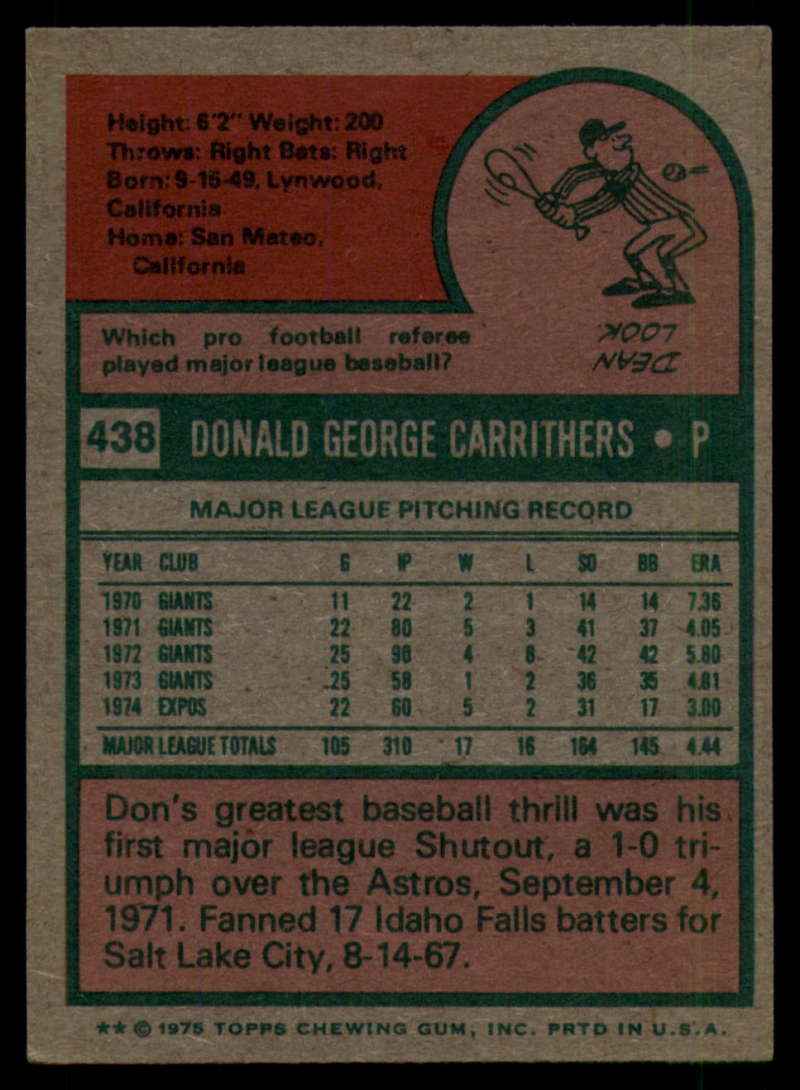 Height: 6'2" Weight: 200
Throws: Right Bats: Right
Born: 9-16-49, Lynwood,
California
Home: San Mateo,
California
Which pro football referee
played major league baseball?
DEAN
LOOK.
438 DONALD GEORGE CARRITHERS • P
MAJOR LEAGUE PITCHING RECORD
YEAR CLUB G IP W L SO BB ERA
1970 GIANTS 11 22 2 1 14 14 7.36
1971 GIANTS 22 80 5 3 41 37 4.05
1972 GIANTS 25 90 4 8 42 42 5.80
1973 GIANTS 25 58 1 2 36 35 4.81
1974 EXPOS 22 60 5 2 31 17 3.00
MAJOR LEAGUE TOTALS 105 310 17 16 164 145 4.44
Don's greatest baseball thrill was his
first major league Shutout, a 1-0 tri-
umph over the Astros, September 4,
1971. Fanned 17 Idaho Falls batters for
Salt Lake City, 8-14-67.
** © 1975 TOPPS CHEWING GUM, INC. PRTD IN U.S.A.